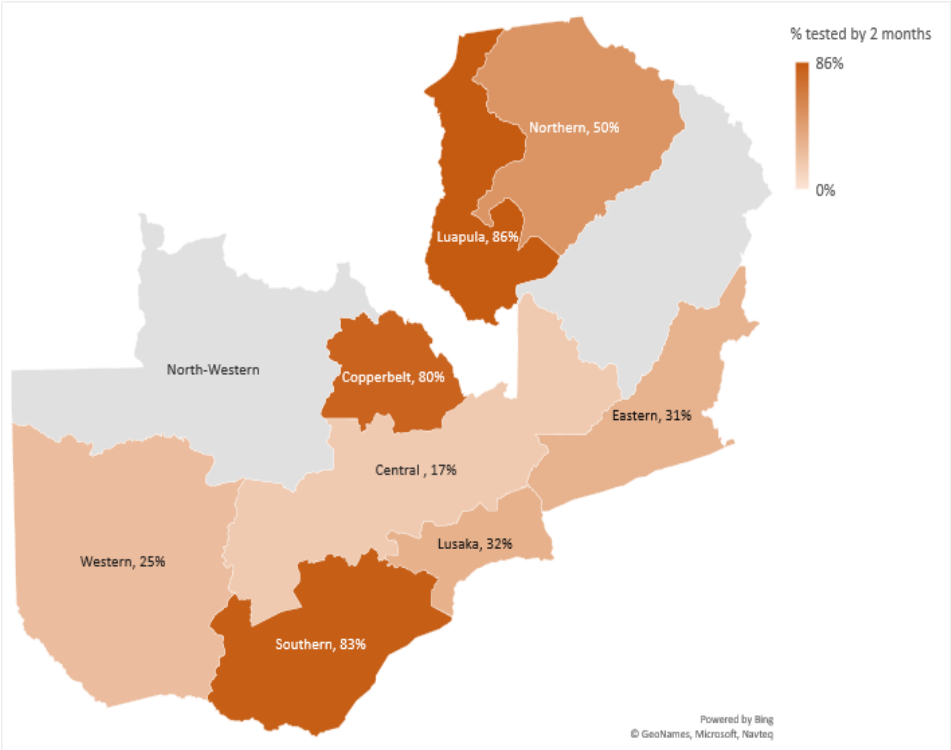 % tested by 2 months
86%
0%
Northern, 50%
Luapula, 86%
North-Western
Copperbelt, 80%
Eastern, 31%
Central , 17%
Lusaka, 32%
Western, 25%
Southern, 83%
Powered by Bing
© GeoNames, Microsoft, Navteq